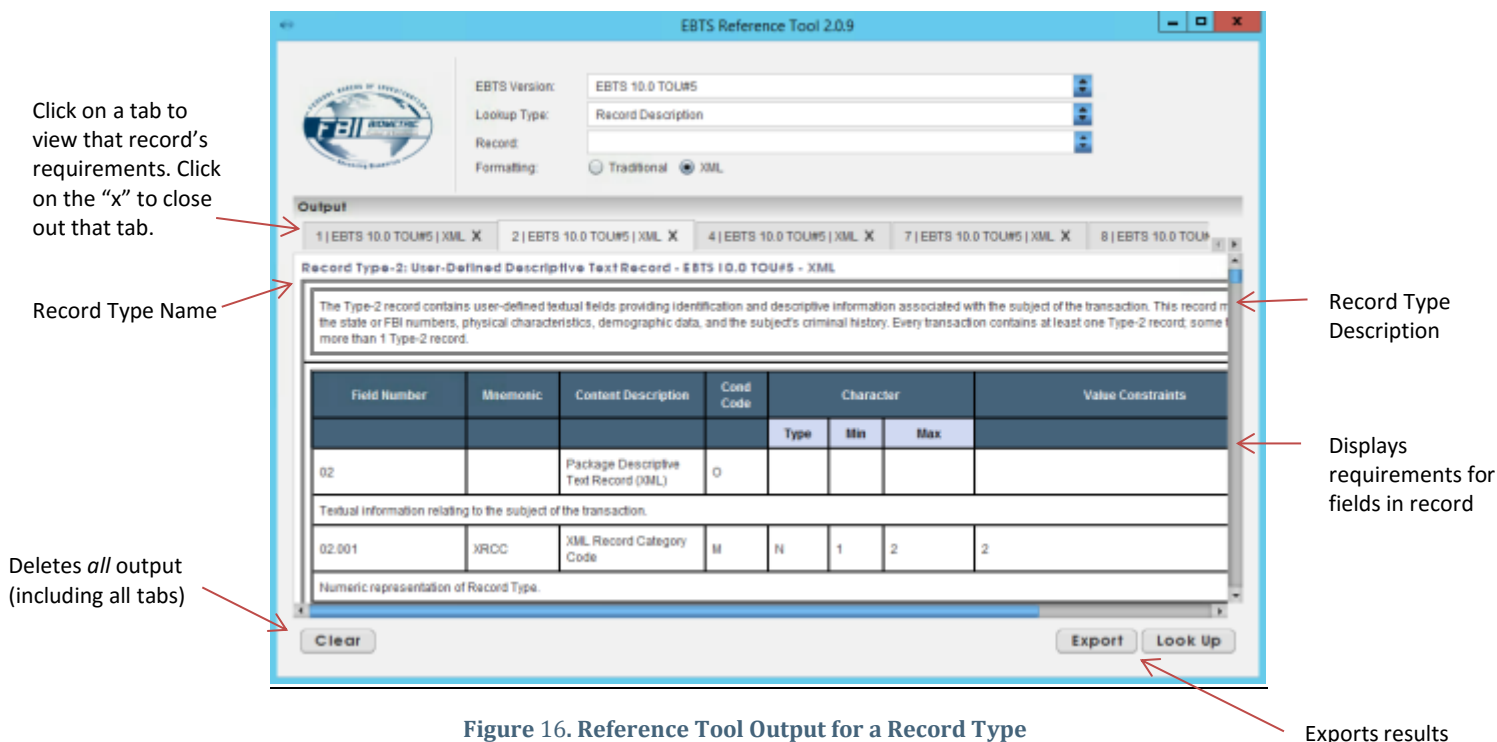 EBTS Reference Tool 2.0.9
FBI BIOMETRIC
EBTS Version: EBTS 10.0 TOU#5
Lookup Type: Record Description
Record:
Formatting: Traditional XML
Click on a tab to
view that record's
requirements. Click
on the “x” to close
out that tab.
Output
1 | EBTS 10.0 TOU#5 | XML X 2 | EBTS 10.0 TOU#5 | XML X 4 | EBTS 10.0 TOU#5 | XML X 7 | EBTS 10.0 TOU#5 | XML X 8 | EBTS 10.0 TOU#
Record Type-2: User-Defined Descriptive Text Record - EBTS 10.0 TOU#5 - XML
Record Type Name
The Type-2 record contains user-defined textual fields providing identification and descriptive information associated with the subject of the transaction. This record m
the state or FBI numbers, physical characteristics, demographic data, and the subject's criminal history. Every transaction contains at least one Type-2 record; some
more than 1 Type-2 record.
Record Type
Description
Field Number Mnemonic Content Description Cond Code Character Value Constraints
Type Min Max
02 Package Descriptive Text Record (XML) O
Textual information relating to the subject of the transaction.
02.001 XRCC XML Record Category Code M N 1 2 2
Numeric representation of Record Type.
Displays
requirements for
fields in record
Deletes all output
(including all tabs)
Clear Export Look Up
Figure 16. Reference Tool Output for a Record Type
Exports results